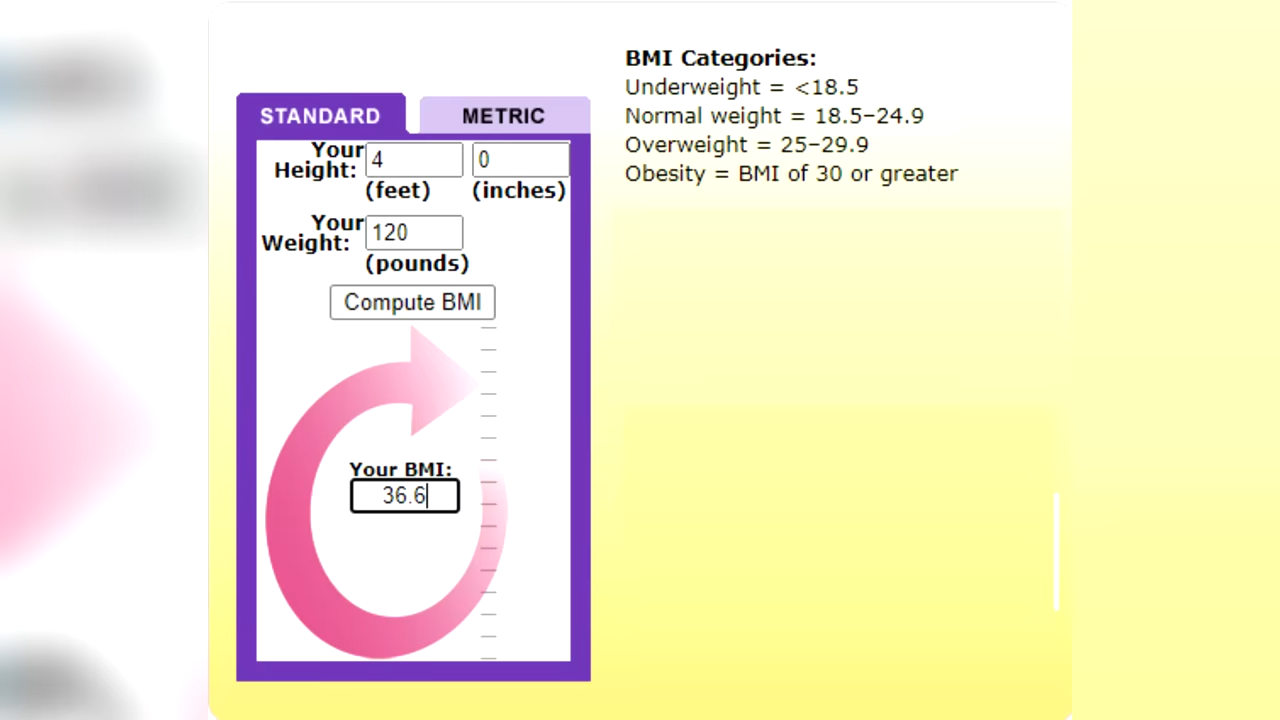 BMI Categories:
Underweight = <18.5
Normal weight = 18.5–24.9
Overweight = 25–29.9
Obesity = BMI of 30 or greater
STANDARD METRIC
Your Height: 4 0
(feet) (inches)
Your Weight: 120
(pounds)
Compute BMI
Your BMI:
36.6